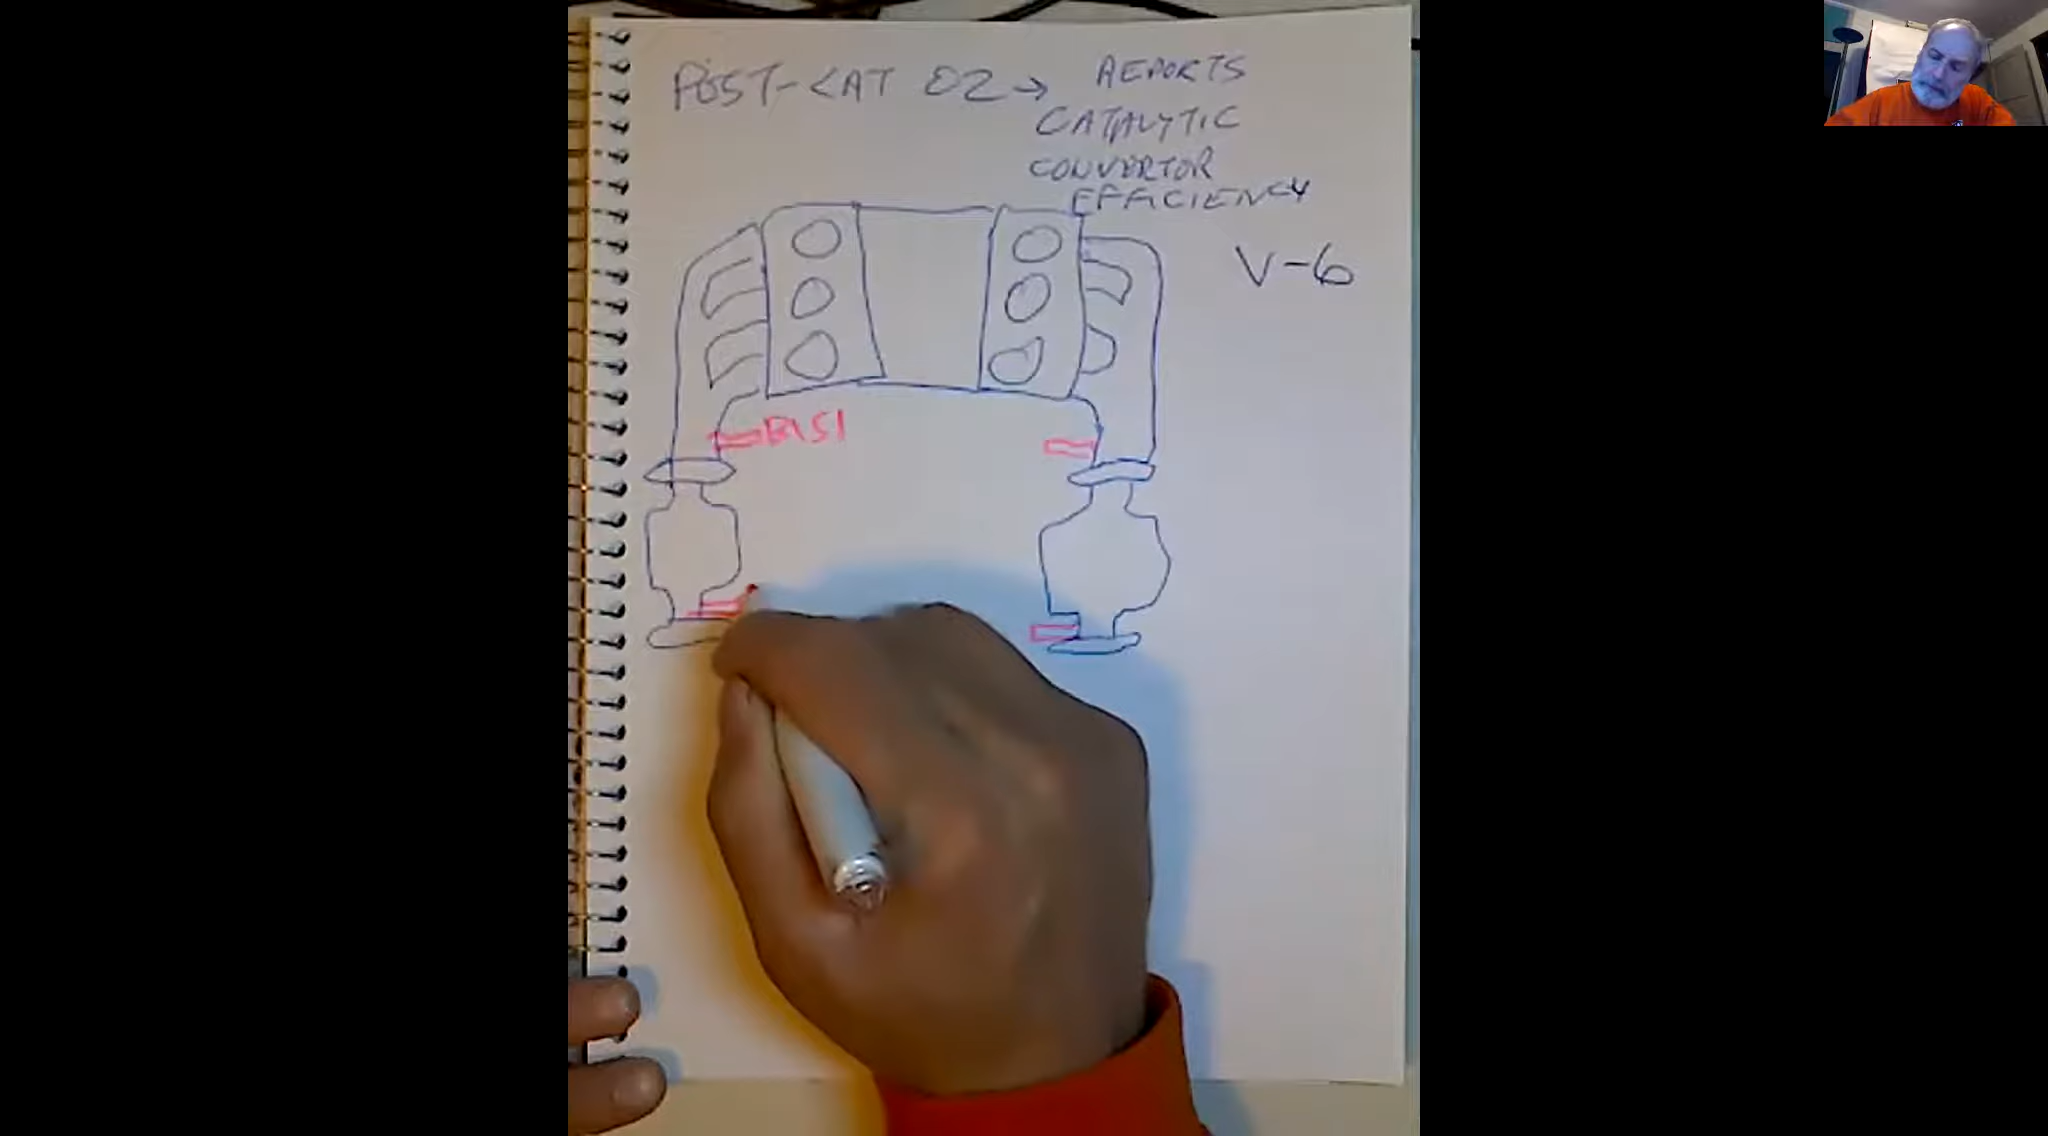 POST-CAT O2→ REPORTS
CATALYTIC
CONVERTOR
EFFICIENCY
V-6
B1S1